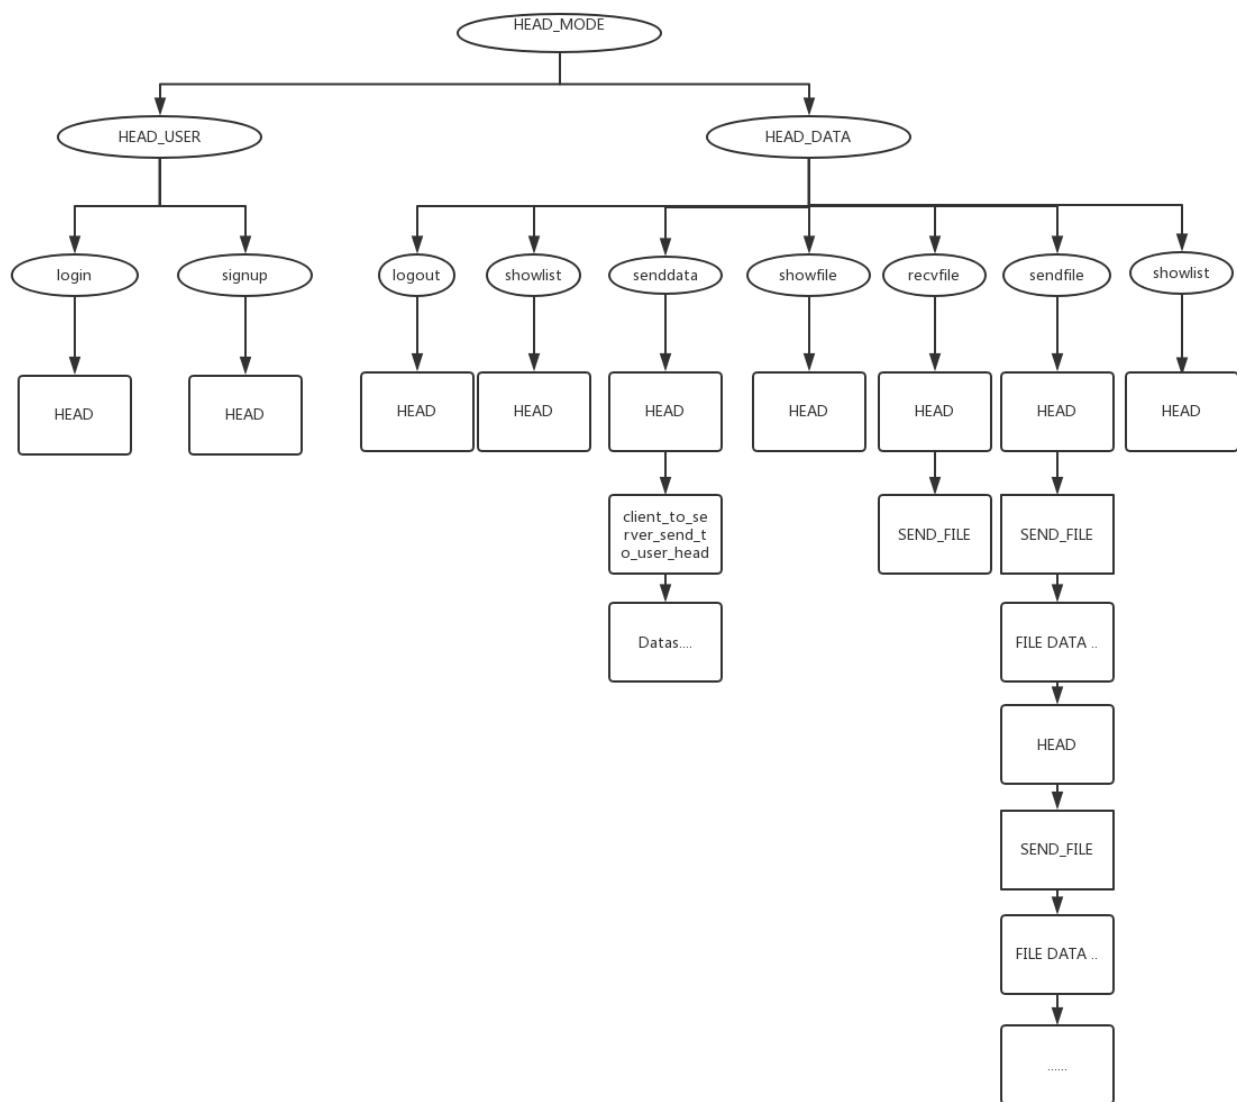 HEAD_MODE
HEAD_USER
HEAD_DATA
login
signup
logout
showlist
senddata
showfile
recvfile
sendfile
showlist
HEAD
HEAD
HEAD
HEAD
HEAD
HEAD
HEAD
HEAD
HEAD
client_to_se
rver_send_t
o_user_head
SEND_FILE
SEND_FILE
Datas....
FILE DATA ..
HEAD
SEND_FILE
FILE DATA ..
......